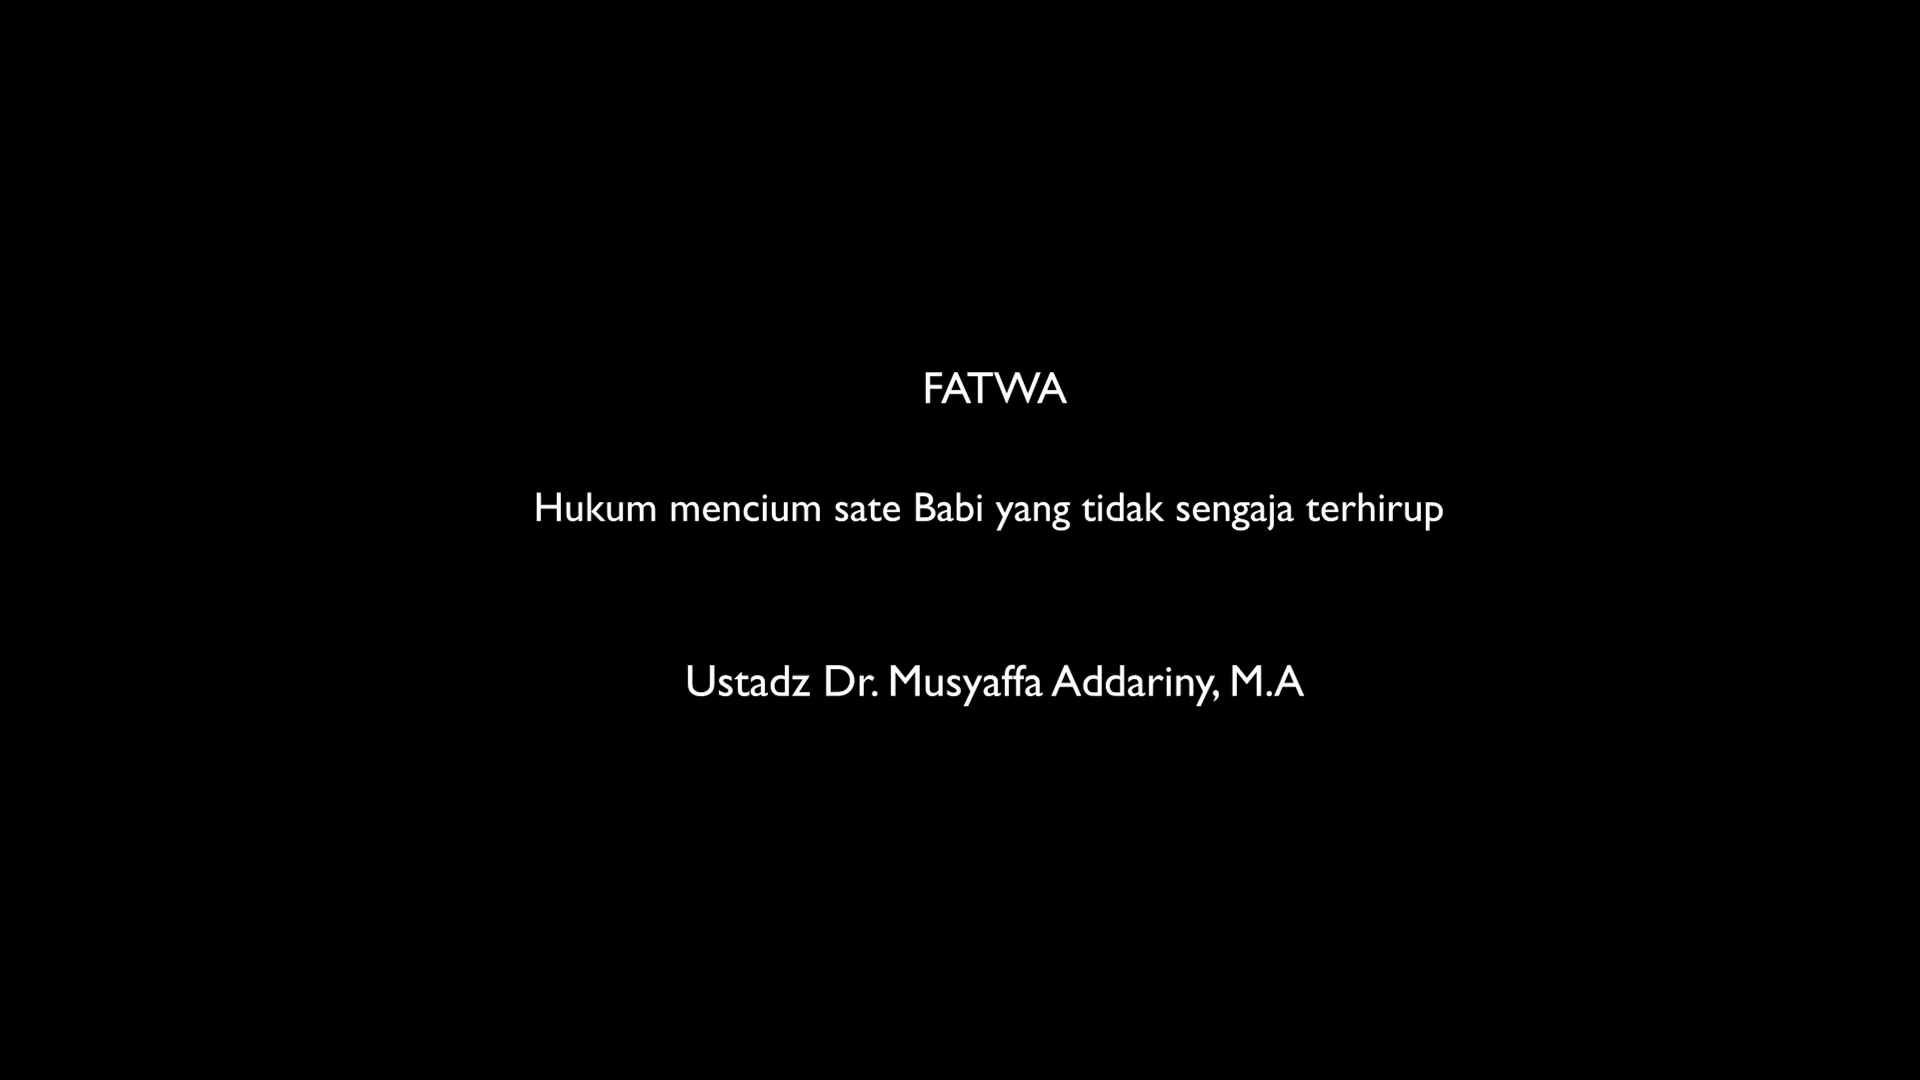 FATWA
Hukum mencium sate Babi yang tidak sengaja terhirup
Ustadz Dr. Musyaffa Addariny, M.A